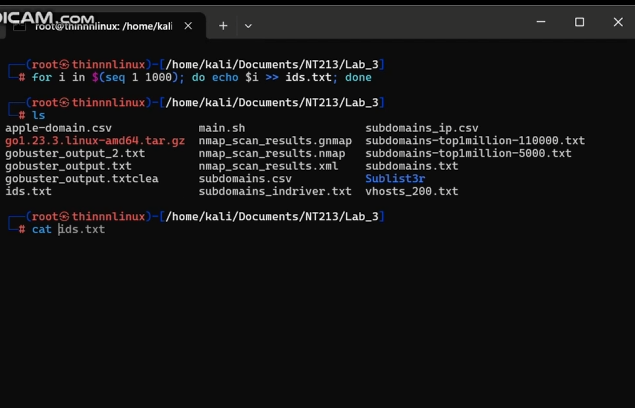 DICAM.COM
root@thinnnlinux: /home/kali
┌──(root㉿thinnnlinux)-[/home/kali/Documents/NT213/Lab_3]
└─# for i in $(seq 1 1000); do echo $i >> ids.txt; done
┌──(root㉿thinnnlinux)-[/home/kali/Documents/NT213/Lab_3]
└─# ls
apple-domain.csv main.sh subdomains_ip.csv
go1.23.3.linux-amd64.tar.gz nmap_scan_results.gnmap subdomains-top1million-110000.txt
gobuster_output_2.txt nmap_scan_results.nmap subdomains-top1million-5000.txt
gobuster_output.txt nmap_scan_results.xml subdomains.txt
gobuster_output.txtclea subdomains.csv Sublist3r
ids.txt subdomains_indriver.txt vhosts_200.txt
┌──(root㉿thinnnlinux)-[/home/kali/Documents/NT213/Lab_3]
└─# cat ids.txt